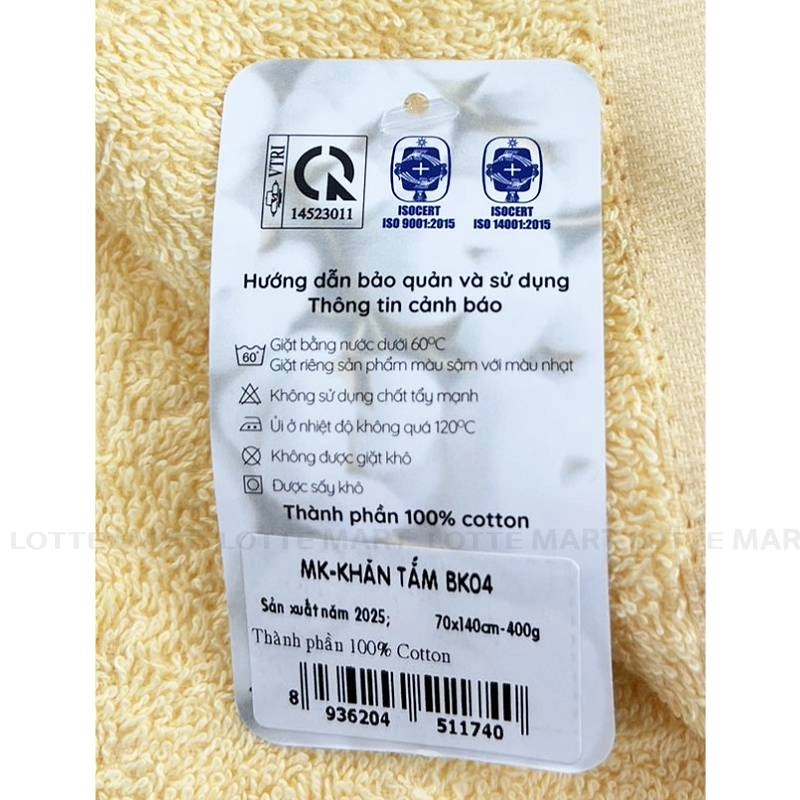 VTRI
14523011
ISOCERT
ISO 9001:2015
ISOCERT
ISO 14001:2015
Hướng dẫn bảo quản và sử dụng
Thông tin cảnh báo
60
Giặt bằng nước dưới 60°C
Giặt riêng sản phẩm màu sậm với màu nhạt
Không sử dụng chất tẩy mạnh
Ủi ở nhiệt độ không quá 120°C
Không được giặt khô
Được sấy khô
Thành phần 100% cotton
LOTTE MART LOTTE MART LOTTE MART LOTTE MART
MK-KHĂN TẮM BK04
Sản xuất năm 2025; 70x140cm-400g
Thành phần 100% Cotton
8 936204 511740